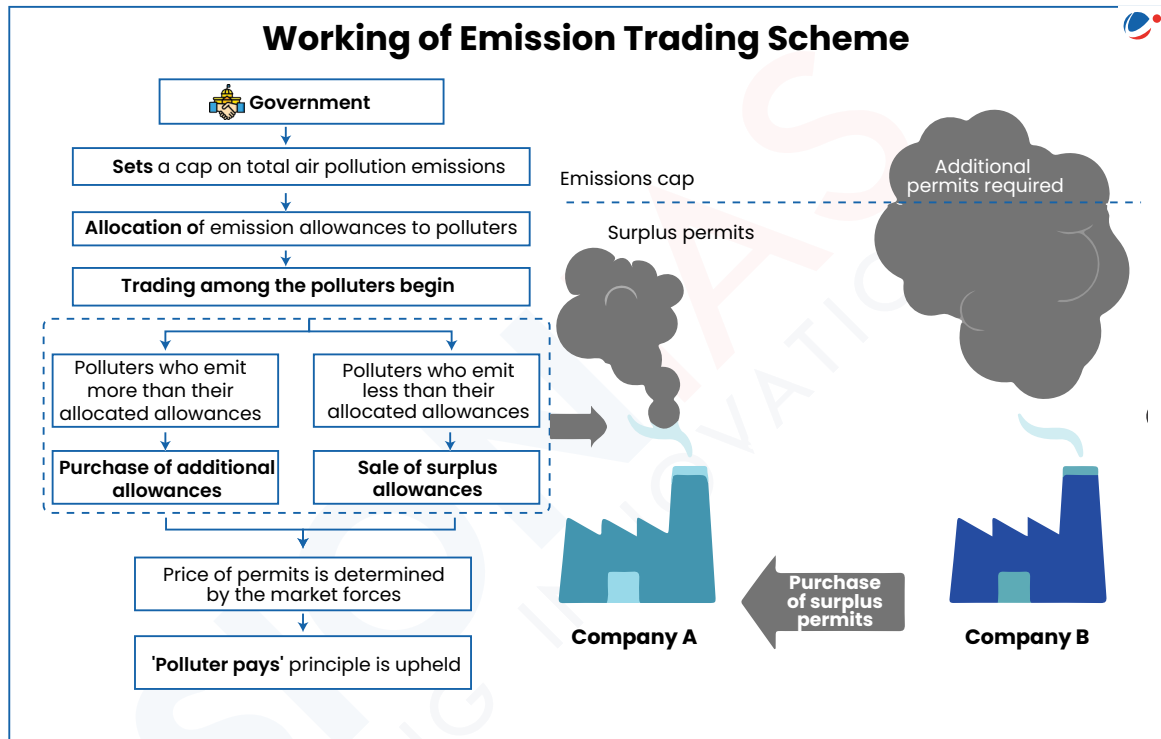 Working of Emission Trading Scheme
Government
Sets a cap on total air pollution emissions
Allocation of emission allowances to polluters
Trading among the polluters begin
Polluters who emit
more than their
allocated allowances
Polluters who emit
less than their
allocated allowances
Purchase of additional
allowances
Sale of surplus
allowances
Price of permits is determined
by the market forces
'Polluter pays' principle is upheld
Emissions cap
Additional
permits required
Surplus permits
Purchase
of surplus
permits
Company A
Company B